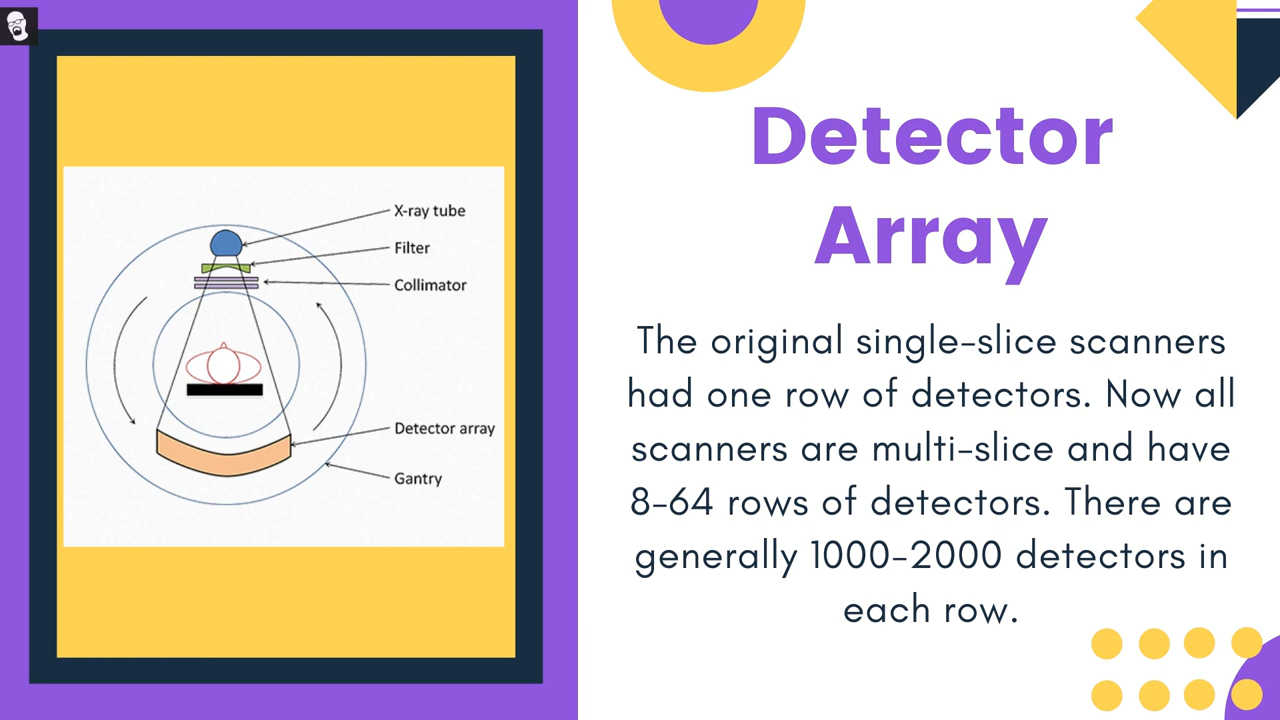 X-ray tube
Filter
Collimator
Detector array
Gantry
Detector
Array
The original single-slice scanners
had one row of detectors. Now all
scanners are multi-slice and have
8-64 rows of detectors. There are
generally 1000-2000 detectors in
each row.